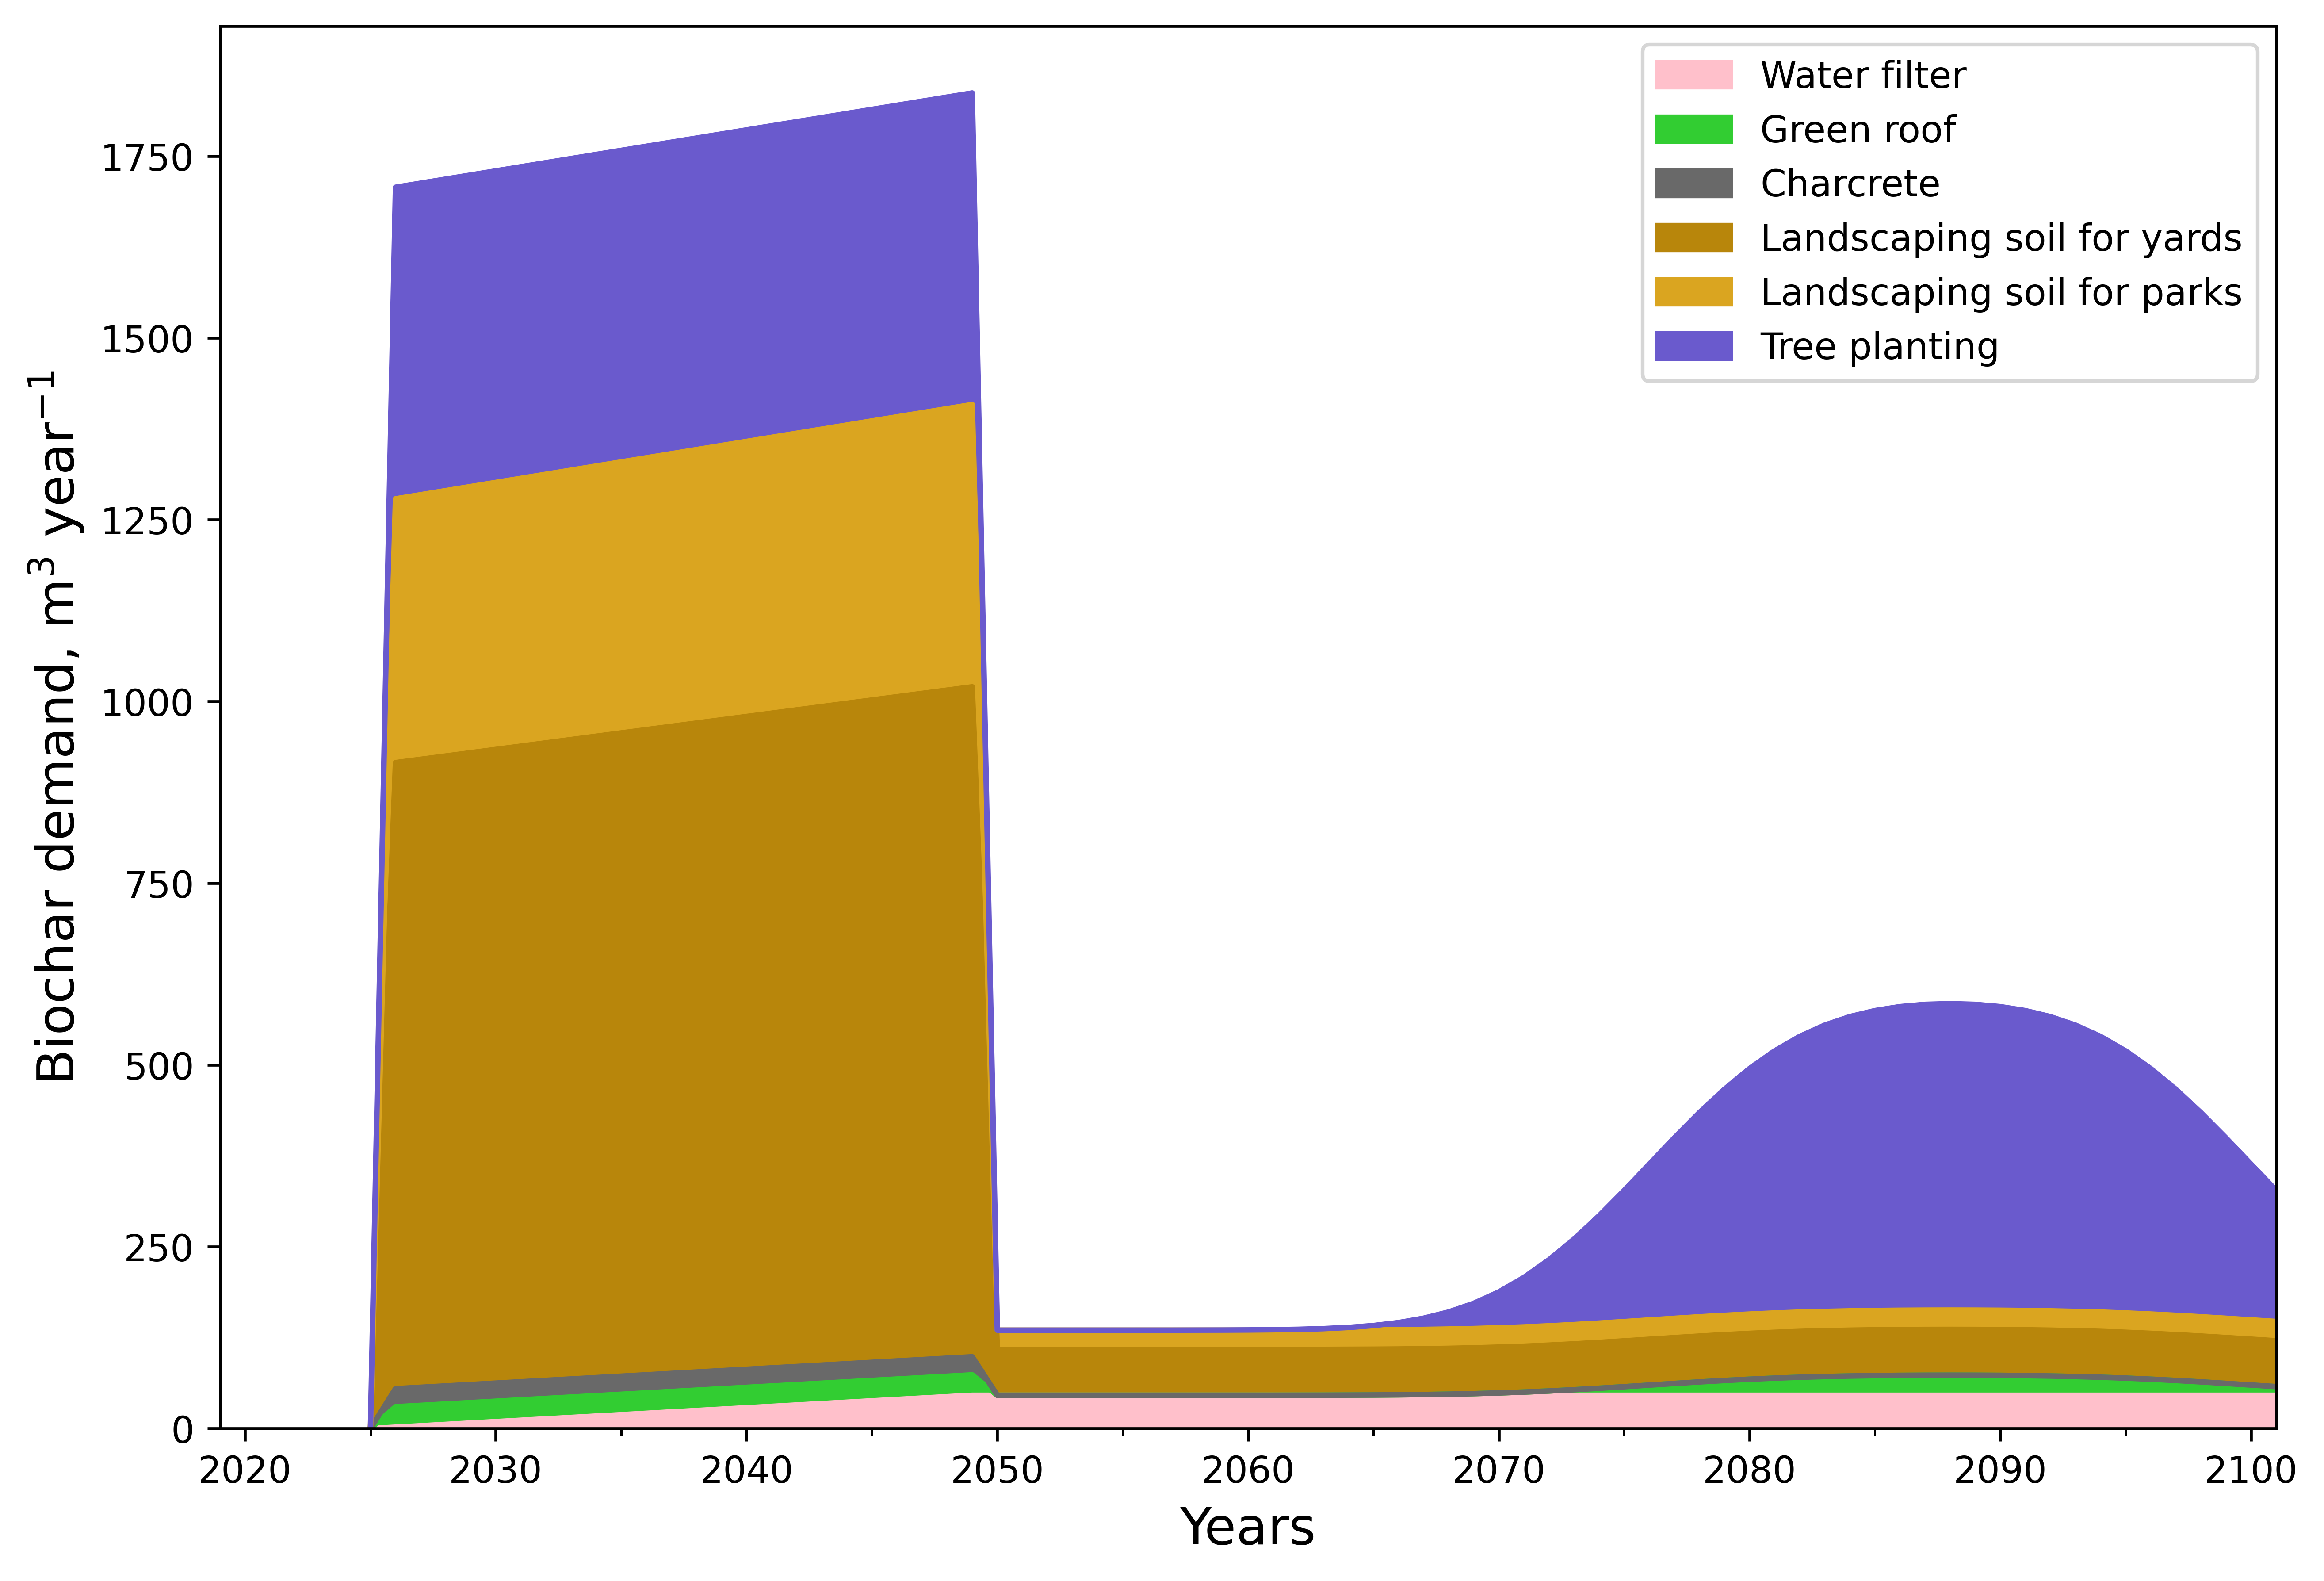 Water filter
Green roof
Charcrete
Landscaping soil for yards
Landscaping soil for parks
Tree planting
Biochar demand, m³ year⁻¹
1750
1500
1250
1000
750
500
250
0
2020 2030 2040 2050 2060 2070 2080 2090 2100
Years